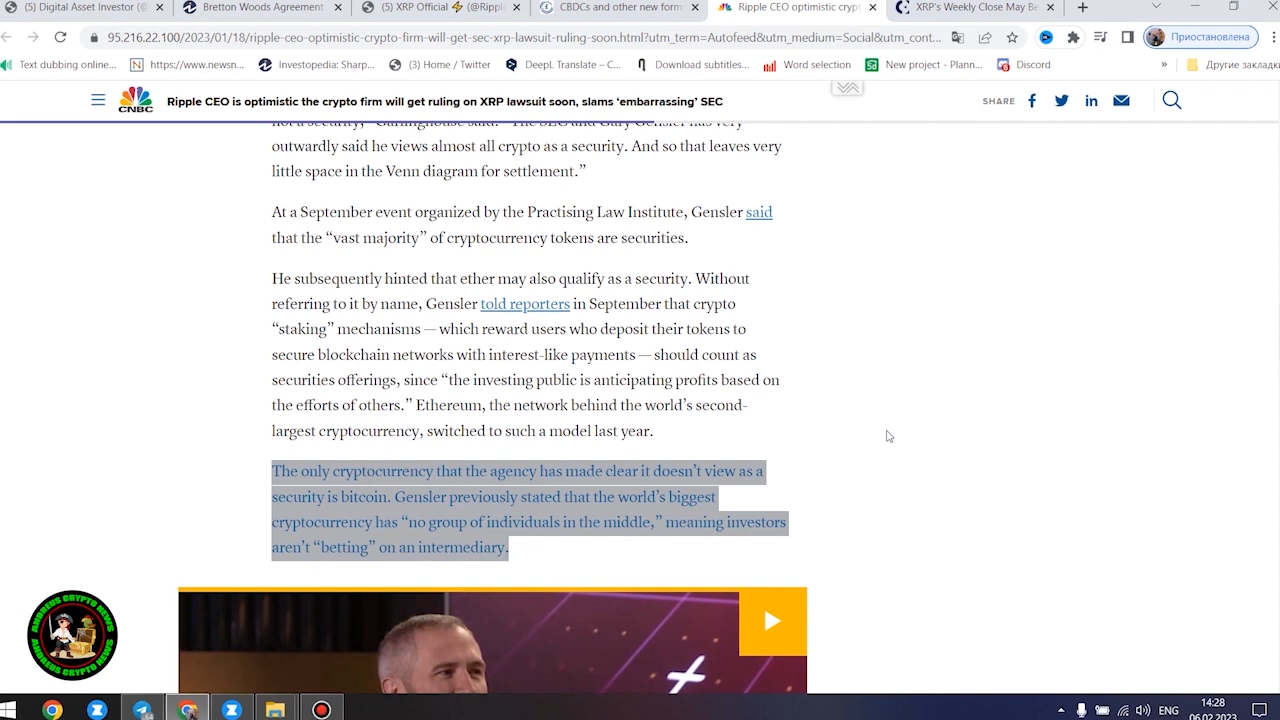 (5) Digital Asset Investor (@
Bretton Woods Agreement
(5) XRP Official ⚡ (@Rippl
CBDCs and other new form
Ripple CEO optimistic crypt
XRP's Weekly Close May Be
95.216.22.100/2023/01/18/ripple-ceo-optimistic-crypto-firm-will-get-sec-xrp-lawsuit-ruling-soon.html?utm_term=Autofeed&utm_medium=Social&utm_cont...
Приостановлена
Text dubbing online...
https://www.newsn...
Investopedia: Sharp...
(3) Home / Twitter
DeepL Translate – C...
Download subtitles...
Word selection
New project - Plann...
Discord
»
Другие закладки
CNBC
Ripple CEO is optimistic the crypto firm will get ruling on XRP lawsuit soon, slams ‘embarrassing’ SEC
SHARE
not a security,” Garlinghouse said. “The SEC and Gary Gensler has very
outwardly said he views almost all crypto as a security. And so that leaves very
little space in the Venn diagram for settlement.”
At a September event organized by the Practising Law Institute, Gensler said
that the “vast majority” of cryptocurrency tokens are securities.
He subsequently hinted that ether may also qualify as a security. Without
referring to it by name, Gensler told reporters in September that crypto
“staking” mechanisms — which reward users who deposit their tokens to
secure blockchain networks with interest-like payments — should count as
securities offerings, since “the investing public is anticipating profits based on
the efforts of others.” Ethereum, the network behind the world’s second-
largest cryptocurrency, switched to such a model last year.
The only cryptocurrency that the agency has made clear it doesn’t view as a
security is bitcoin. Gensler previously stated that the world’s biggest
cryptocurrency has “no group of individuals in the middle,” meaning investors
aren’t “betting” on an intermediary.
ANDREUS CRYPTO NEWS
ANDREUS CRYPTO NEWS
ENG
14:28
06.02.2023